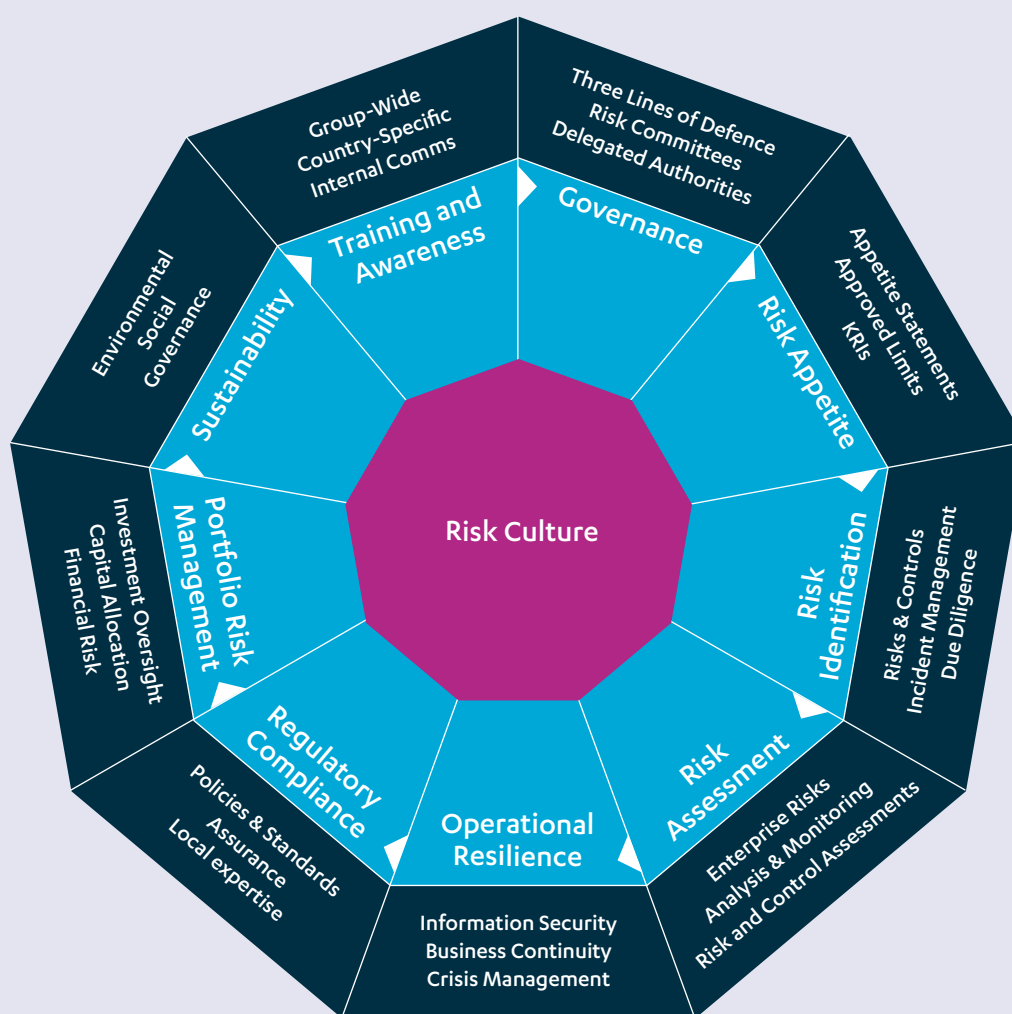 Three Lines of Defence
Risk Committees
Delegated Authorities
Governance
Appetite Statements
Approved Limits
KRIs
Risk Appetite
Risks & Controls
Incident Management
Due Diligence
Risk
Identification
Enterprise Risks
Analysis & Monitoring
Risk and Control Assessments
Risk
Assessment
Information Security
Business Continuity
Crisis Management
Operational
Resilience
Policies & Standards
Assurance
Local expertise
Regulatory
Compliance
Investment Oversight
Capital Allocation
Financial Risk
Portfolio Risk
Management
Environmental
Social
Governance
Sustainability
Group-Wide
Country-Specific
Internal Comms
Training and
Awareness
Risk Culture